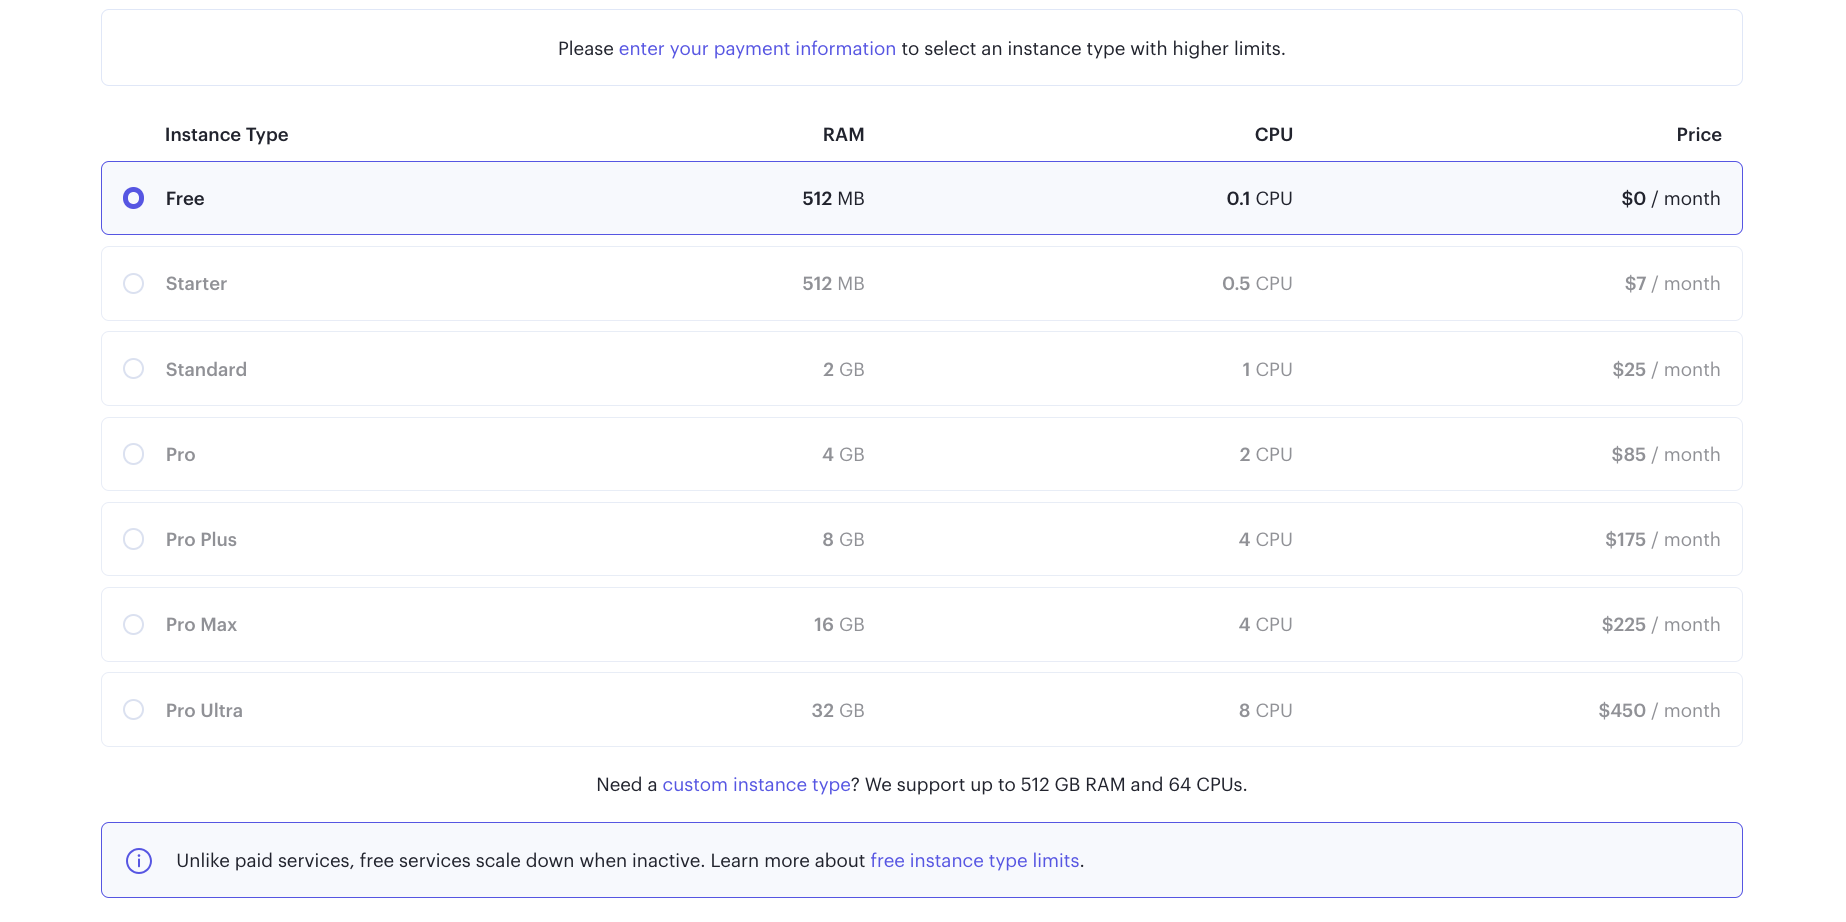 Please enter your payment information to select an instance type with higher limits.
Instance Type RAM CPU Price
Free 512 MB 0.1 CPU $0 / month
Starter 512 MB 0.5 CPU $7 / month
Standard 2 GB 1 CPU $25 / month
Pro 4 GB 2 CPU $85 / month
Pro Plus 8 GB 4 CPU $175 / month
Pro Max 16 GB 4 CPU $225 / month
Pro Ultra 32 GB 8 CPU $450 / month
Need a custom instance type? We support up to 512 GB RAM and 64 CPUs.
Unlike paid services, free services scale down when inactive. Learn more about free instance type limits.